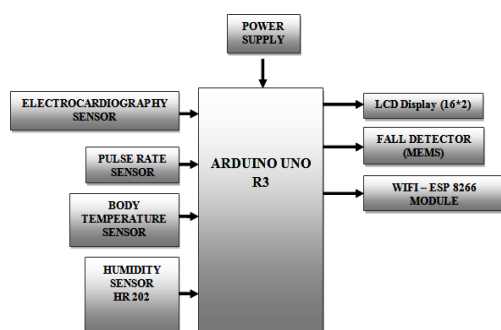 POWER
SUPPLY
ELECTROCARDIOGRAPHY
SENSOR
PULSE RATE
SENSOR
BODY
TEMPERATURE
SENSOR
HUMIDITY
SENSOR
HR 202
ARDUINO UNO
R3
LCD Display (16*2)
FALL DETECTOR
(MEMS)
WIFI – ESP 8266
MODULE